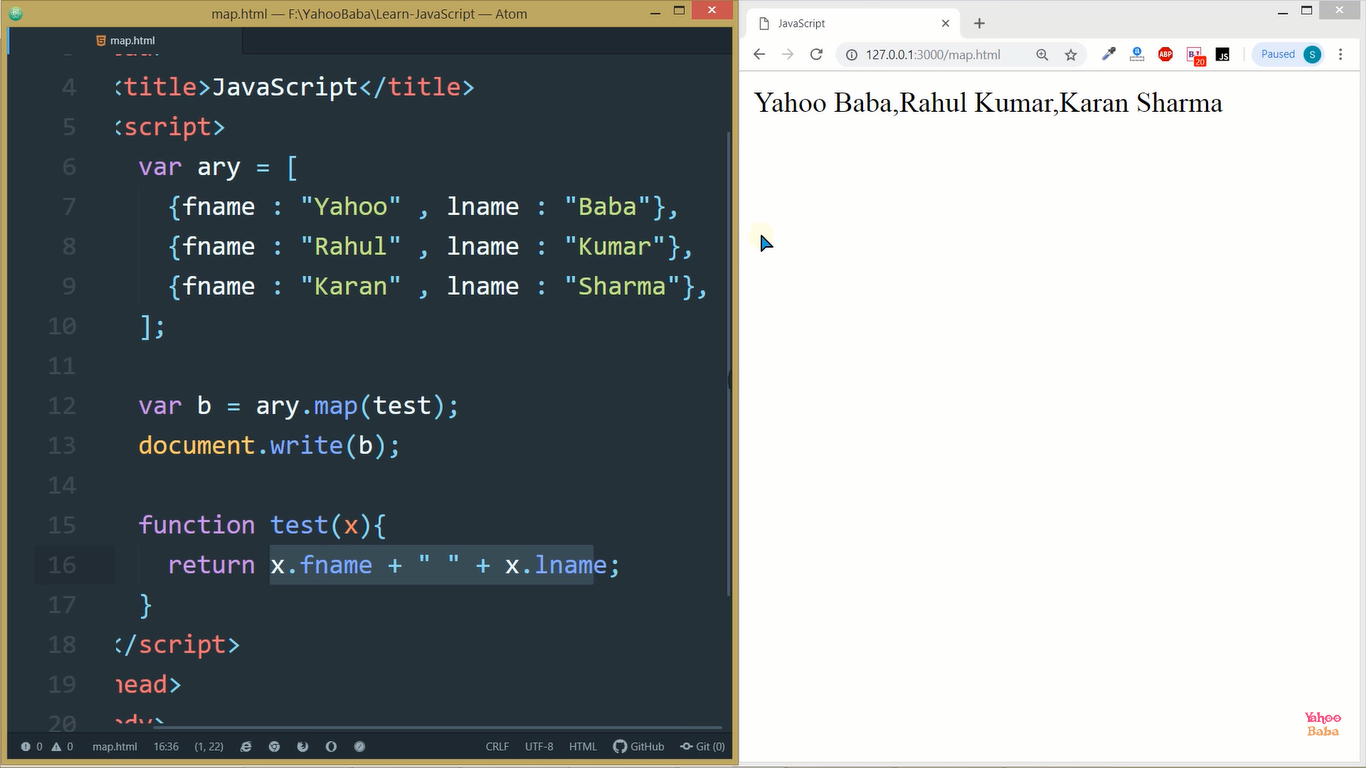 map.html — F:\YahooBaba\Learn-JavaScript — Atom
map.html
4 <title>JavaScript</title>
5 <script>
6 var ary = [
7 {fname : "Yahoo" , lname : "Baba"},
8 {fname : "Rahul" , lname : "Kumar"},
9 {fname : "Karan" , lname : "Sharma"},
10 ];
11
12 var b = ary.map(test);
13 document.write(b);
14
15 function test(x){
16 return x.fname + " " + x.lname;
17 }
18 </script>
19 head>
20
0 0 map.html 16:36 (1, 22) CRLF UTF-8 HTML GitHub Git (0)
JavaScript
127.0.0.1:3000/map.html
ABP
20
JS
Paused S
Yahoo Baba,Rahul Kumar,Karan Sharma
Yahoo
Baba